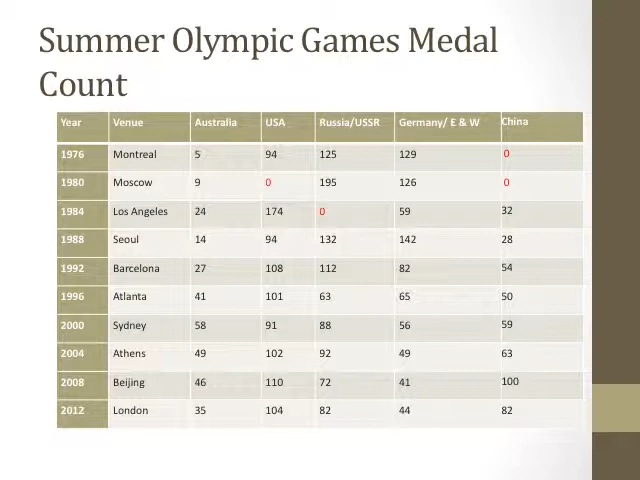 Summer Olympic Games Medal
Count
Year Venue Australia USA Russia/USSR Germany/ E & W China
1976 Montreal 5 94 125 129 0
1980 Moscow 9 0 195 126 0
1984 Los Angeles 24 174 0 59 32
1988 Seoul 14 94 132 142 28
1992 Barcelona 27 108 112 82 54
1996 Atlanta 41 101 63 65 50
2000 Sydney 58 91 88 56 59
2004 Athens 49 102 92 49 63
2008 Beijing 46 110 72 41 100
2012 London 35 104 82 44 82